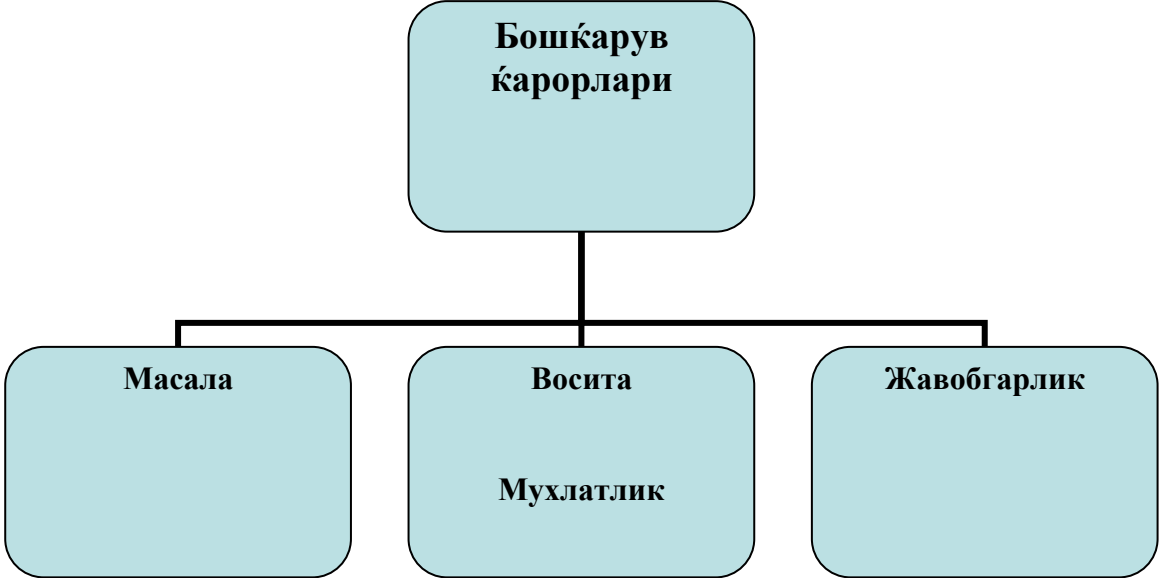 Бошќарув
ќарорлари
Масала
Восита
Жавобгарлик
Мухлатлик